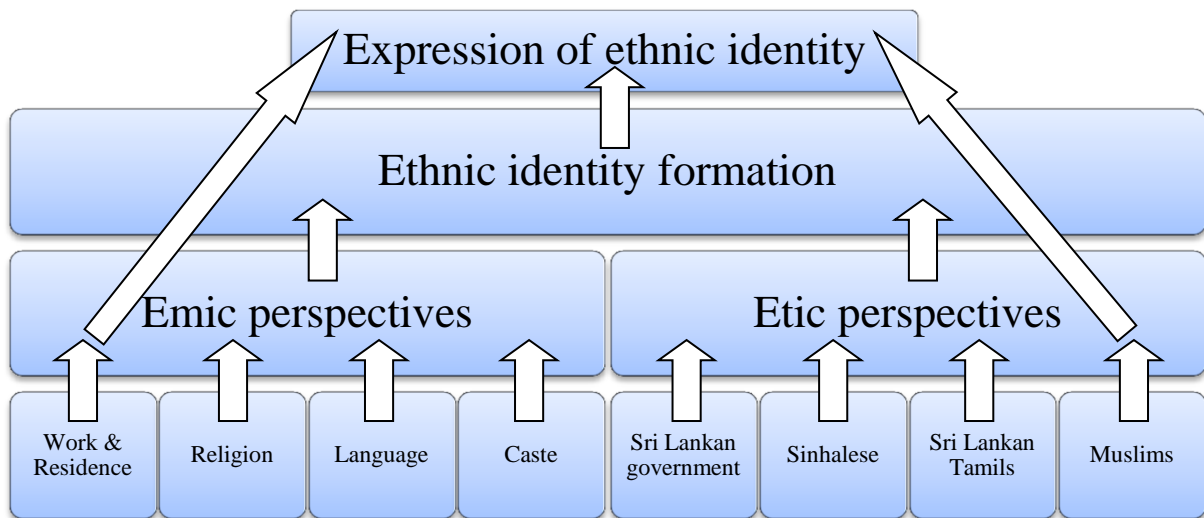 Expression of ethnic identity
Ethnic identity formation
Emic perspectives
Etic perspectives
Work &
Residence
Religion
Language
Caste
Sri Lankan
government
Sinhalese
Sri Lankan
Tamils
Muslims